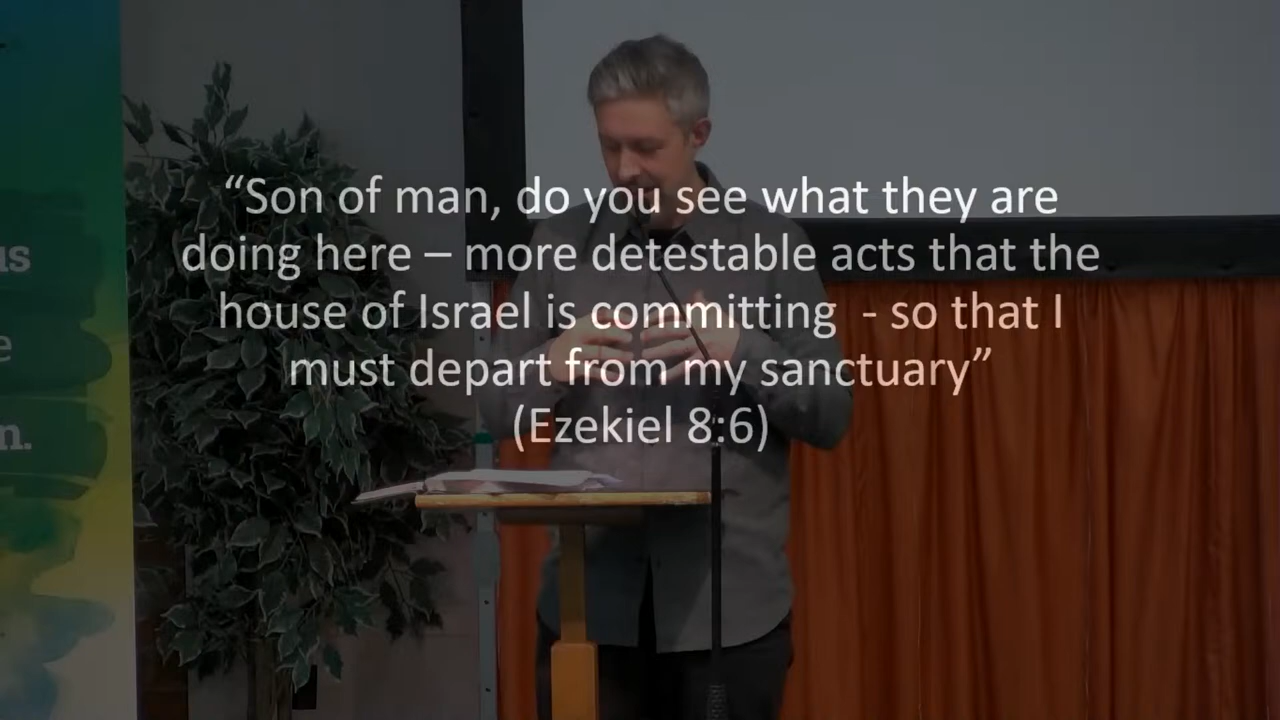 “Son of man, do you see what they are
doing here – more detestable acts that the
house of Israel is committing  - so that I
must depart from my sanctuary”
(Ezekiel 8:6)
us
e
n.